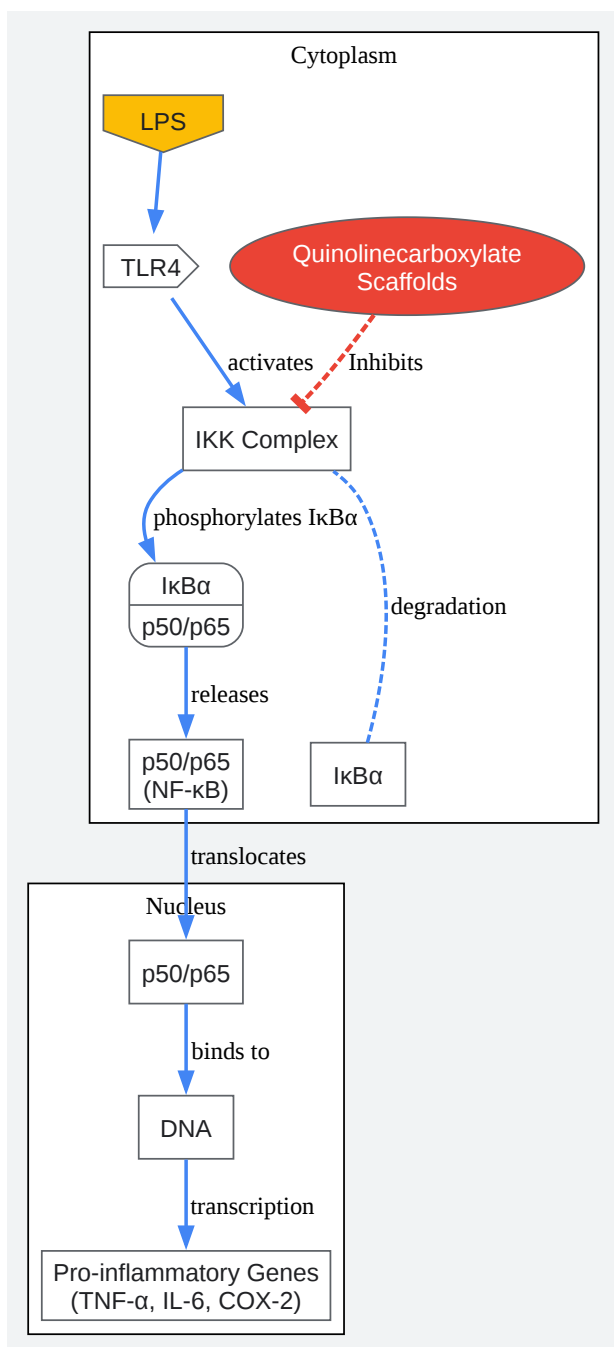 Cytoplasm
LPS
TLR4
Quinolinecarboxylate
Scaffolds
activates
Inhibits
IKK Complex
phosphorylates IκBα
IκBα
p50/p65
degradation
releases
p50/p65
(NF-κB)
IκBα
translocates
Nucleus
p50/p65
binds to
DNA
transcription
Pro-inflammatory Genes
(TNF-α, IL-6, COX-2)